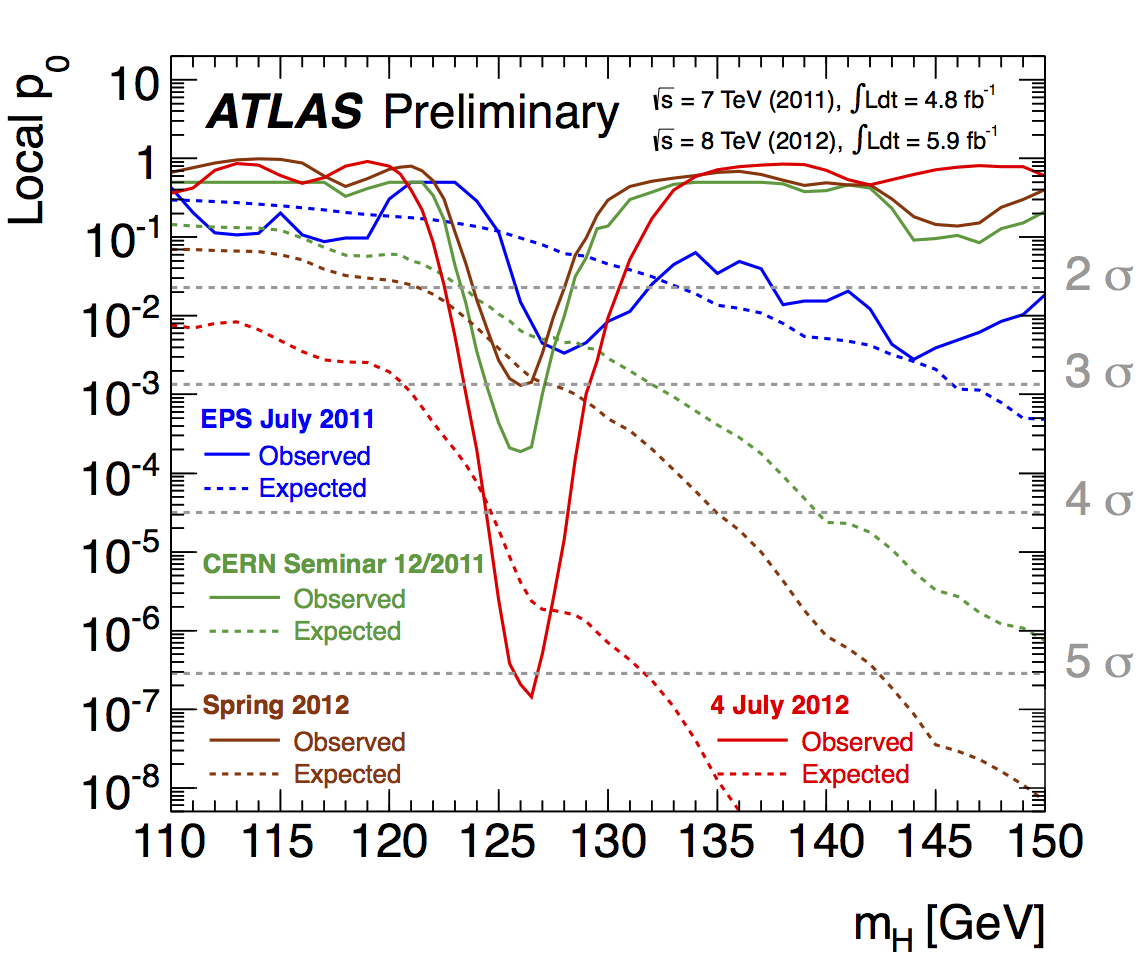 Local p0
10
1
10-1
10-2
10-3
10-4
10-5
10-6
10-7
10-8
ATLAS Preliminary
√s = 7 TeV (2011), ∫Ldt = 4.8 fb-1
√s = 8 TeV (2012), ∫Ldt = 5.9 fb-1
2 σ
3 σ
4 σ
5 σ
EPS July 2011
Observed
Expected
CERN Seminar 12/2011
Observed
Expected
Spring 2012
Observed
Expected
4 July 2012
Observed
Expected
110 115 120 125 130 135 140 145 150
mH [GeV]